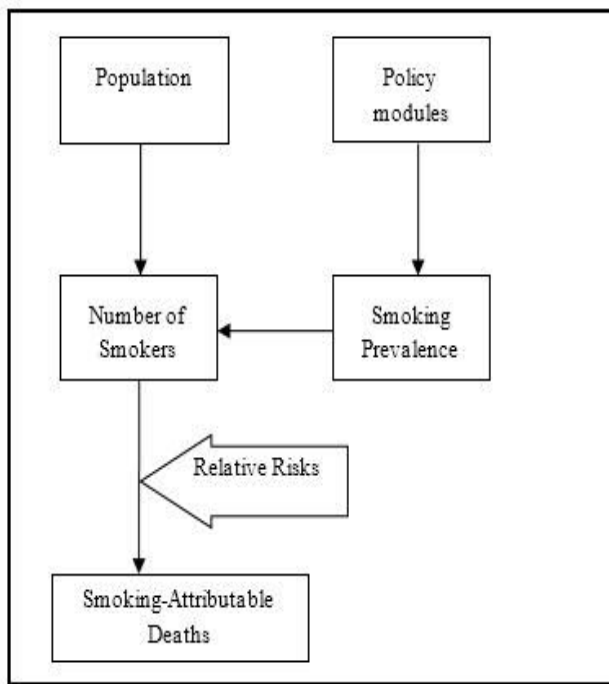 Population
Policy
modules
Number of
Smokers
Smoking
Prevalence
Relative Risks
Smoking-Attributable
Deaths